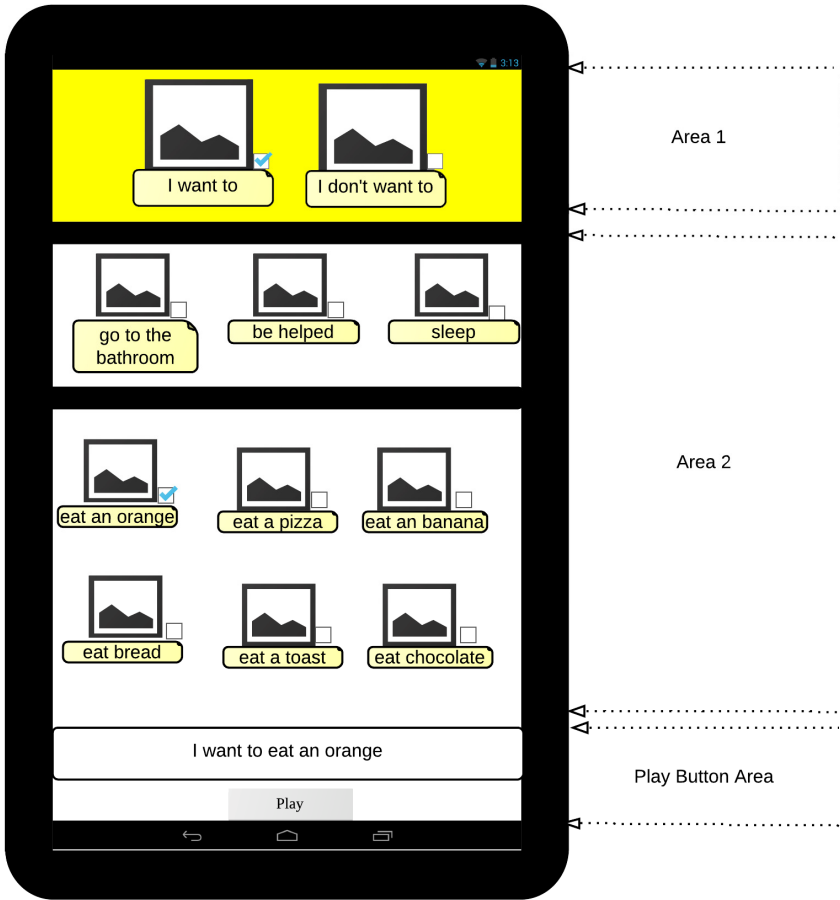 3:13
Area 1
I want to
I don't want to
go to the
bathroom
be helped
sleep
Area 2
eat an orange
eat a pizza
eat an banana
eat bread
eat a toast
eat chocolate
I want to eat an orange
Play Button Area
Play